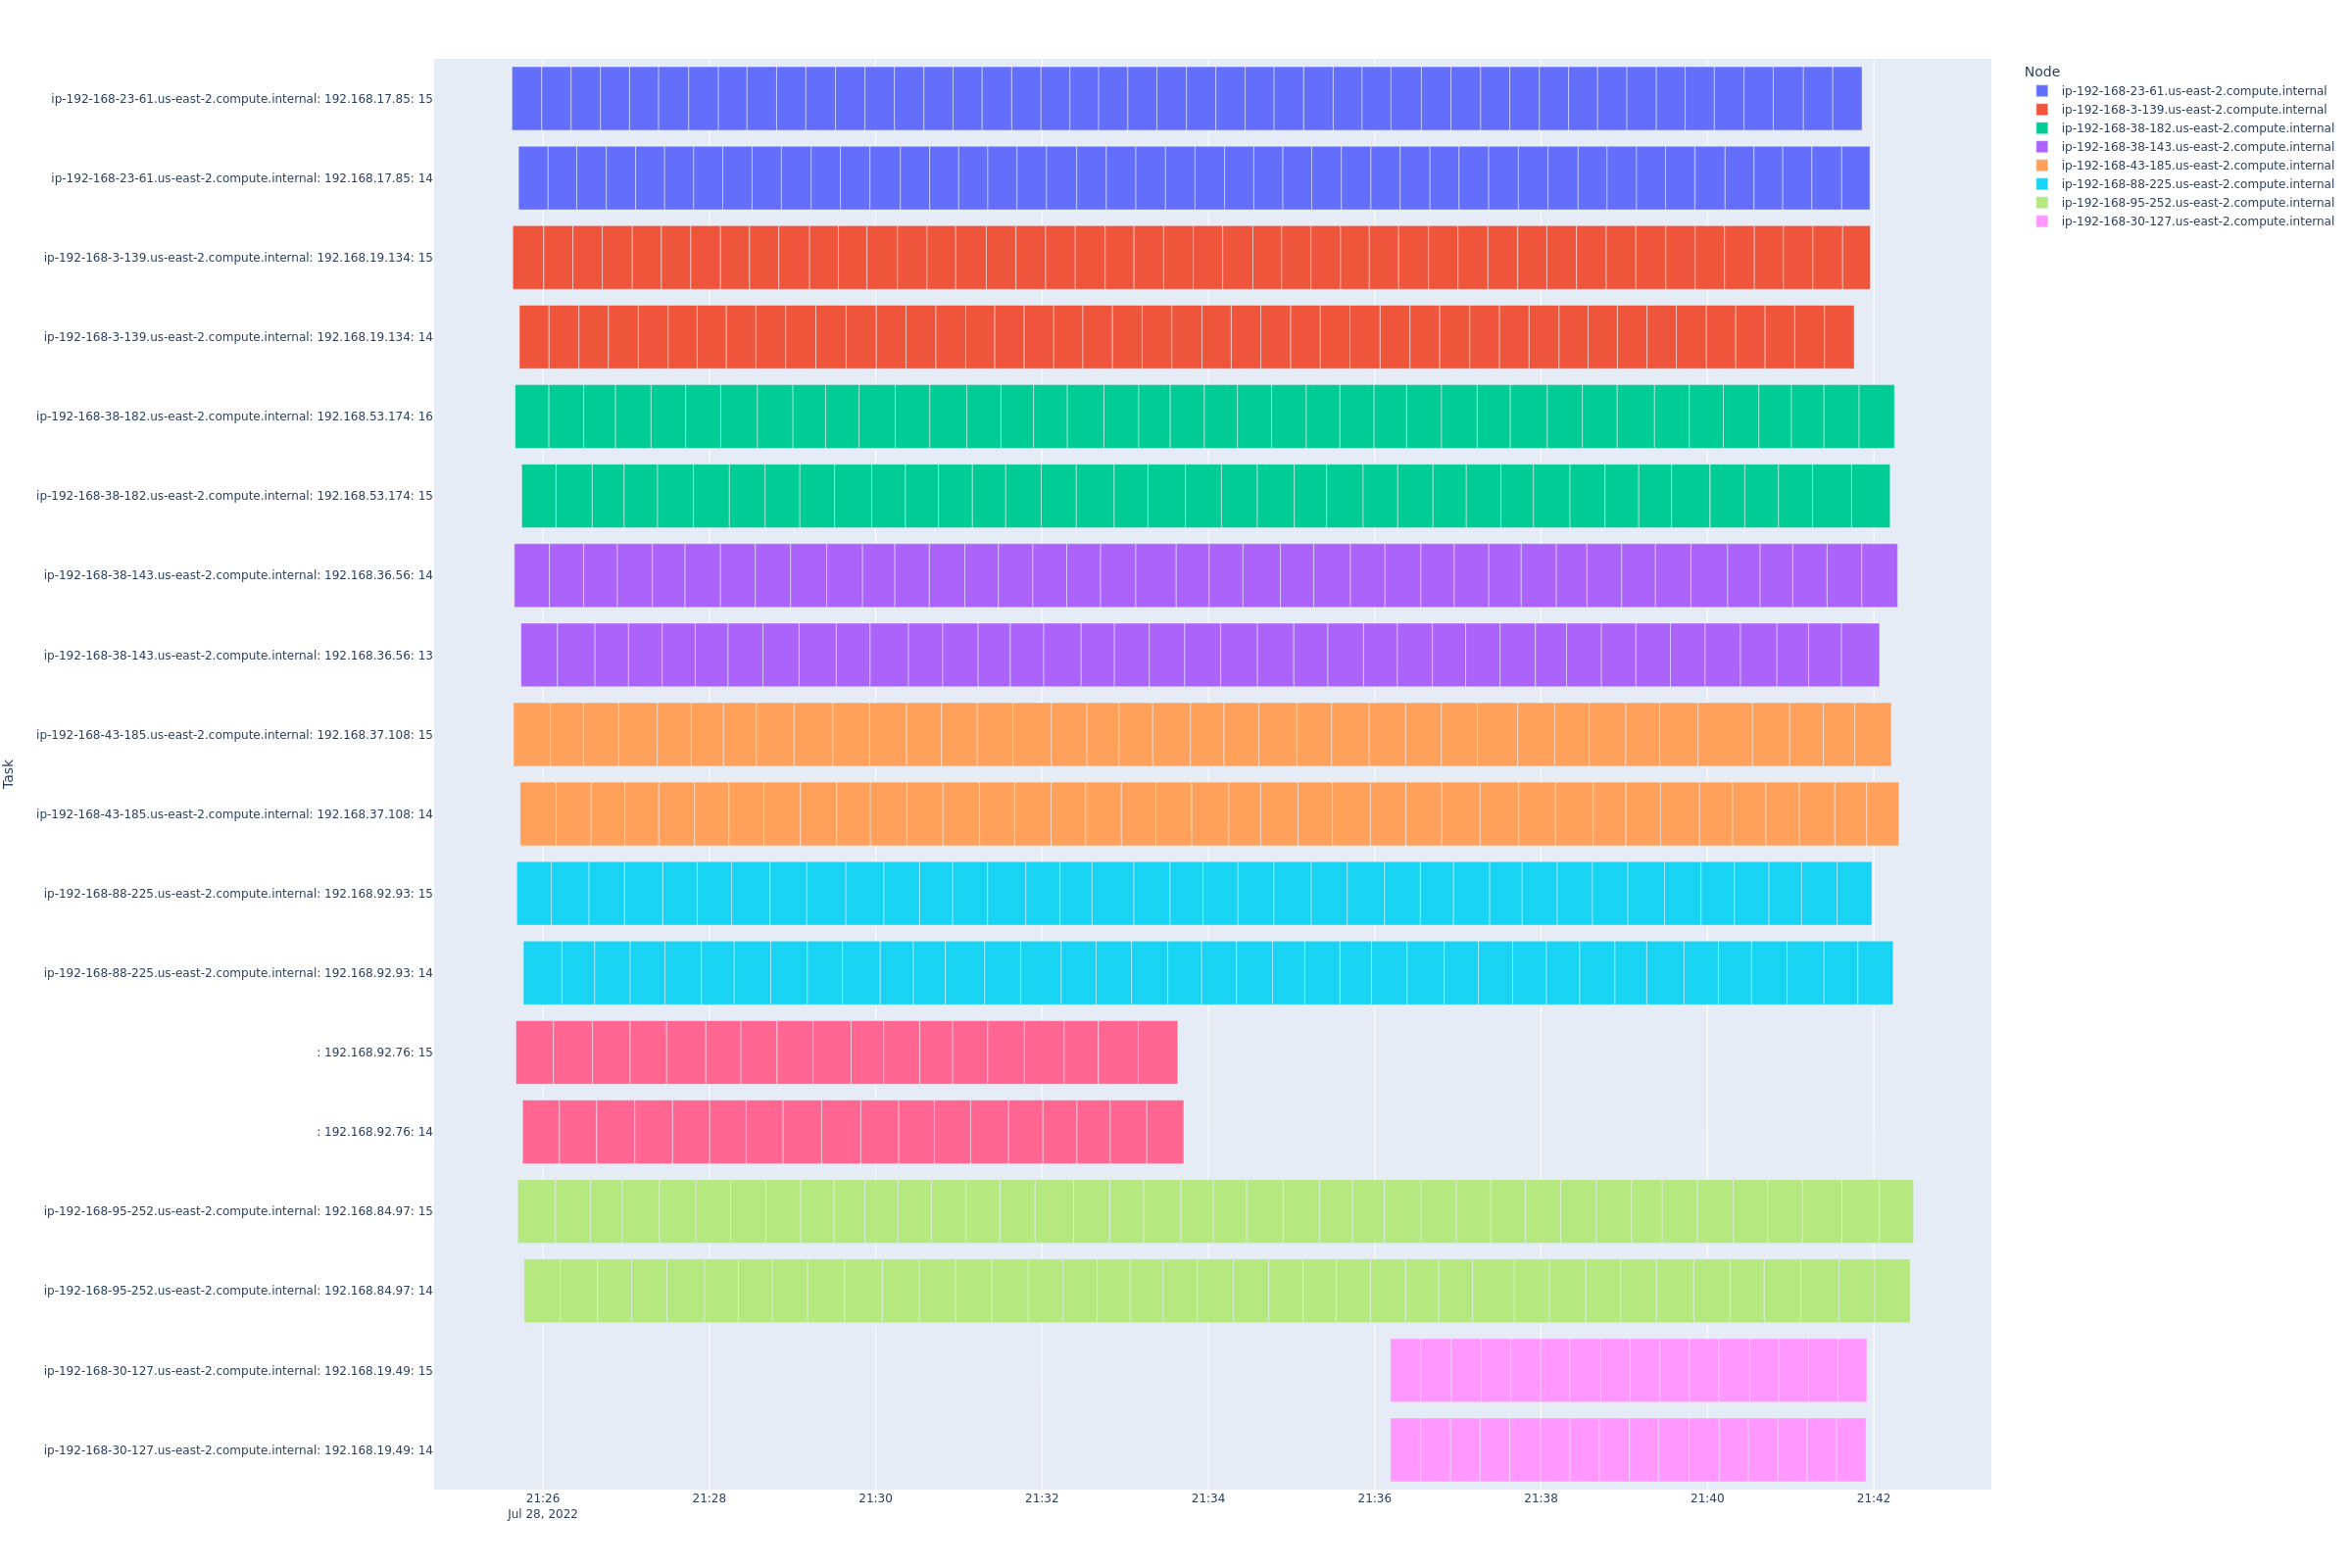 Task
ip-192-168-23-61.us-east-2.compute.internal: 192.168.17.85: 15
ip-192-168-23-61.us-east-2.compute.internal: 192.168.17.85: 14
ip-192-168-3-139.us-east-2.compute.internal: 192.168.19.134: 15
ip-192-168-3-139.us-east-2.compute.internal: 192.168.19.134: 14
ip-192-168-38-182.us-east-2.compute.internal: 192.168.53.174: 16
ip-192-168-38-182.us-east-2.compute.internal: 192.168.53.174: 15
ip-192-168-38-143.us-east-2.compute.internal: 192.168.36.56: 14
ip-192-168-38-143.us-east-2.compute.internal: 192.168.36.56: 13
ip-192-168-43-185.us-east-2.compute.internal: 192.168.37.108: 15
ip-192-168-43-185.us-east-2.compute.internal: 192.168.37.108: 14
ip-192-168-88-225.us-east-2.compute.internal: 192.168.92.93: 15
ip-192-168-88-225.us-east-2.compute.internal: 192.168.92.93: 14
: 192.168.92.76: 15
: 192.168.92.76: 14
ip-192-168-95-252.us-east-2.compute.internal: 192.168.84.97: 15
ip-192-168-95-252.us-east-2.compute.internal: 192.168.84.97: 14
ip-192-168-30-127.us-east-2.compute.internal: 192.168.19.49: 15
ip-192-168-30-127.us-east-2.compute.internal: 192.168.19.49: 14
21:26 21:28 21:30 21:32 21:34 21:36 21:38 21:40 21:42
Jul 28, 2022
Node
ip-192-168-23-61.us-east-2.compute.internal
ip-192-168-3-139.us-east-2.compute.internal
ip-192-168-38-182.us-east-2.compute.internal
ip-192-168-38-143.us-east-2.compute.internal
ip-192-168-43-185.us-east-2.compute.internal
ip-192-168-88-225.us-east-2.compute.internal
ip-192-168-95-252.us-east-2.compute.internal
ip-192-168-30-127.us-east-2.compute.internal